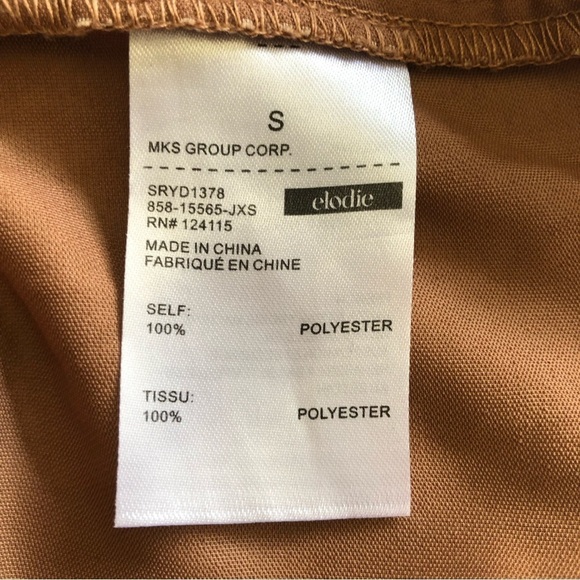 S
MKS GROUP CORP.
SRYD1378
858-15565-JXS
elodie
RN# 124115
MADE IN CHINA
FABRIQUÉ EN CHINE
SELF:
100% POLYESTER
TISSU:
100% POLYESTER